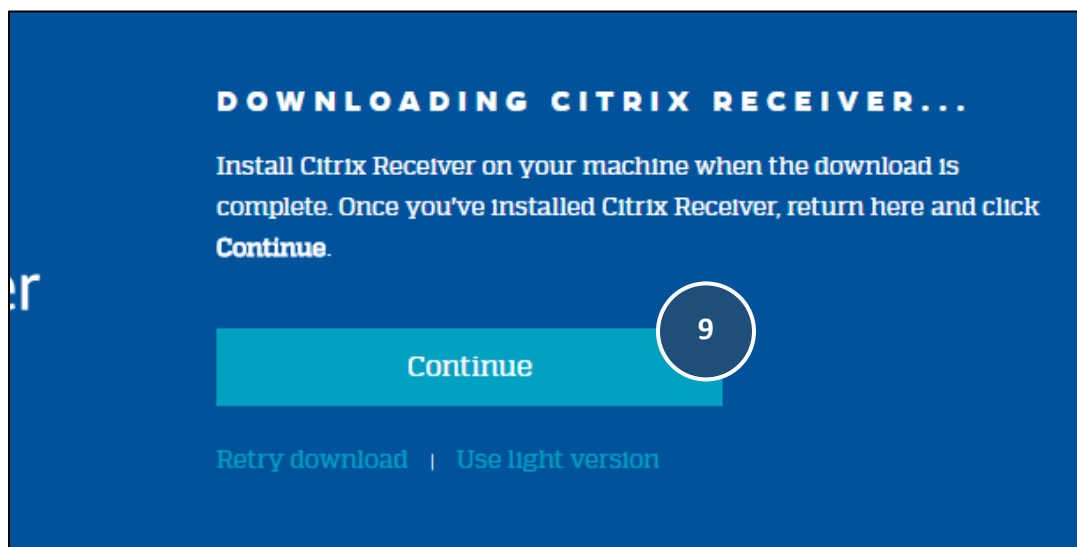 DOWNLOADING CITRIX RECEIVER...
Install Citrix Receiver on your machine when the download is
complete. Once you've installed Citrix Receiver, return here and click
Continue.
er
9
Continue
Retry download | Use light version